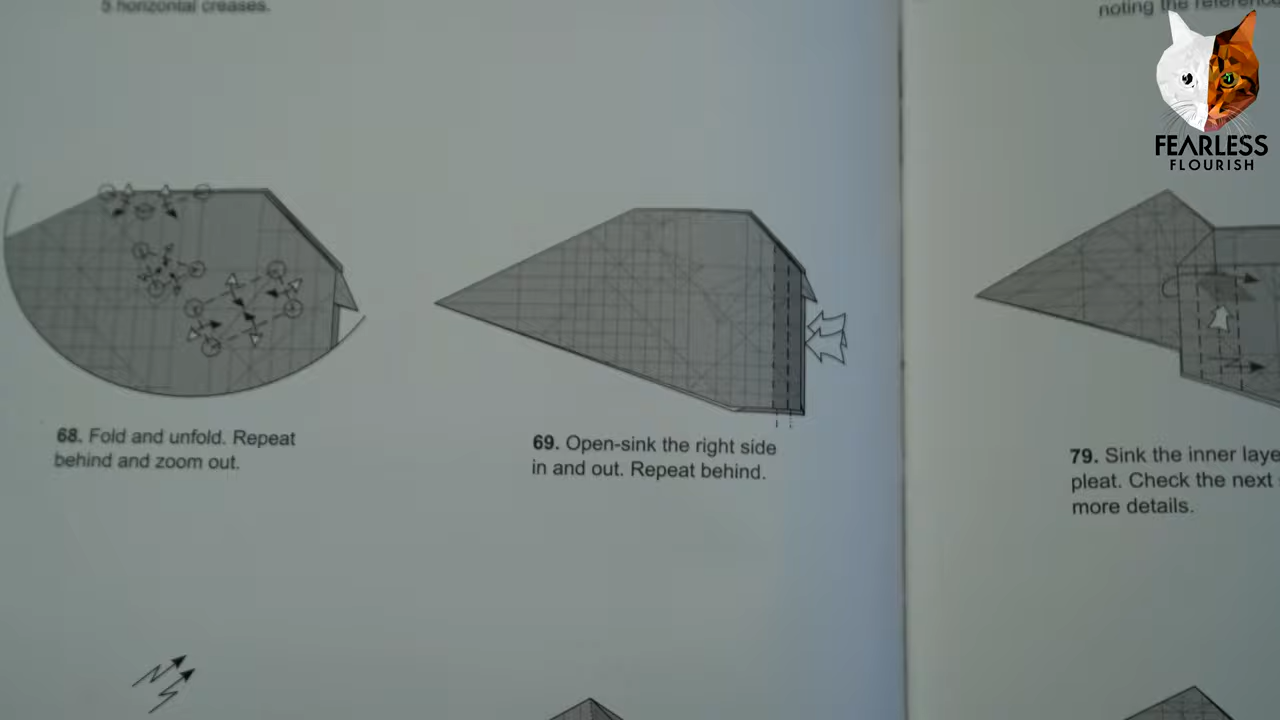 5 horizontal creases.
noting the reference
FEARLESS
FLOURISH
68. Fold and unfold. Repeat
behind and zoom out.
69. Open-sink the right side
in and out. Repeat behind.
79. Sink the inner laye
pleat. Check the next
more details.